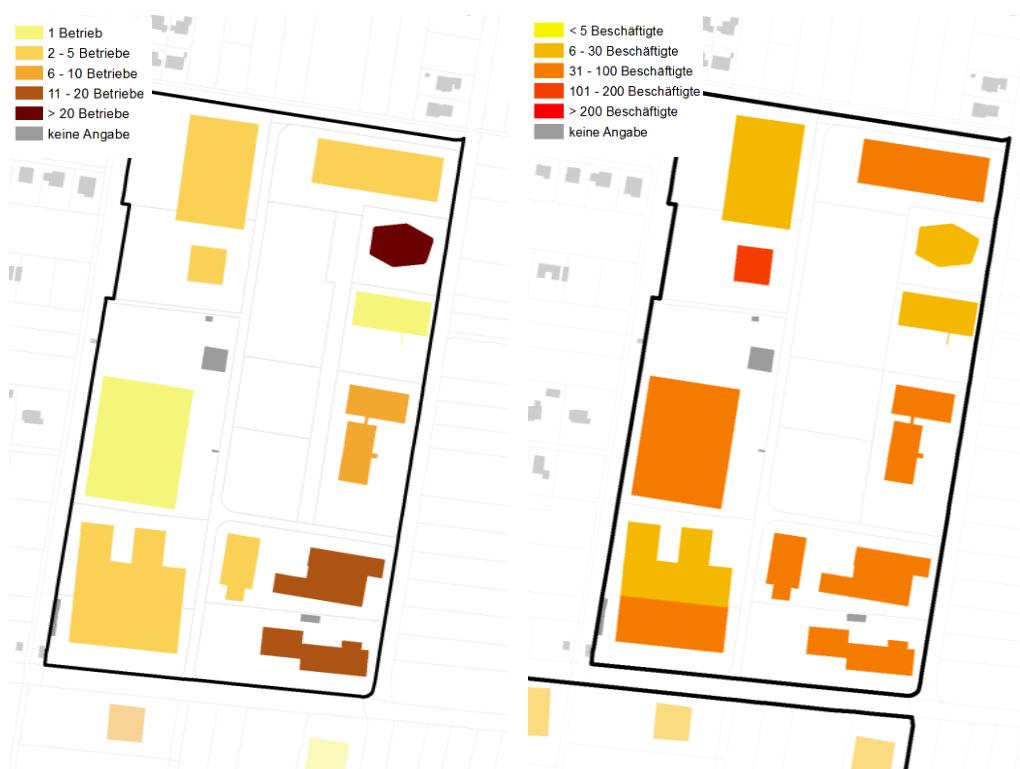 1 Betrieb
2 - 5 Betriebe
6 - 10 Betriebe
11 - 20 Betriebe
> 20 Betriebe
keine Angabe
< 5 Beschäftigte
6 - 30 Beschäftigte
31 - 100 Beschäftigte
101 - 200 Beschäftigte
> 200 Beschäftigte
keine Angabe